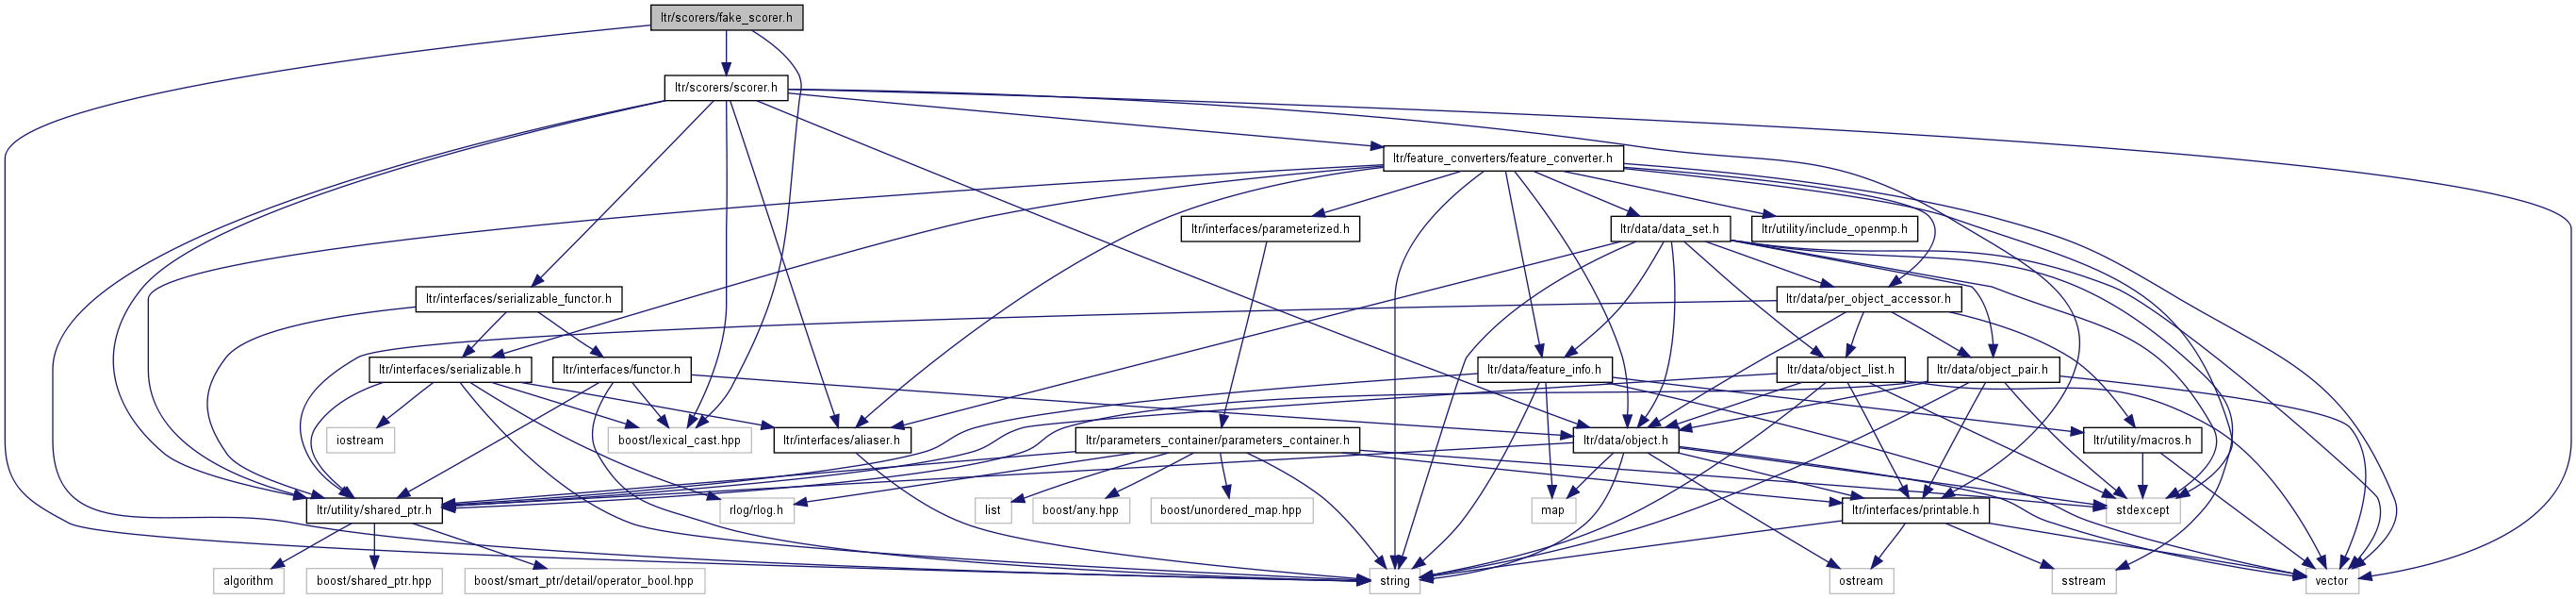 ltr/scorers/fake_scorer.h
ltr/scorers/scorer.h
ltr/feature_converters/feature_converter.h
ltr/interfaces/parameterized.h
ltr/data/data_set.h
ltr/utility/include_openmp.h
ltr/interfaces/serializable_functor.h
ltr/data/per_object_accessor.h
ltr/interfaces/serializable.h
ltr/interfaces/functor.h
ltr/data/feature_info.h
ltr/data/object_list.h
ltr/data/object_pair.h
iostream
boost/lexical_cast.hpp
ltr/interfaces/aliaser.h
ltr/parameters_container/parameters_container.h
ltr/data/object.h
ltr/utility/macros.h
ltr/utility/shared_ptr.h
rlog/rlog.h
list
boost/any.hpp
boost/unordered_map.hpp
map
ltr/interfaces/printable.h
stdexcept
algorithm
boost/shared_ptr.hpp
boost/smart_ptr/detail/operator_bool.hpp
string
ostream
sstream
vector